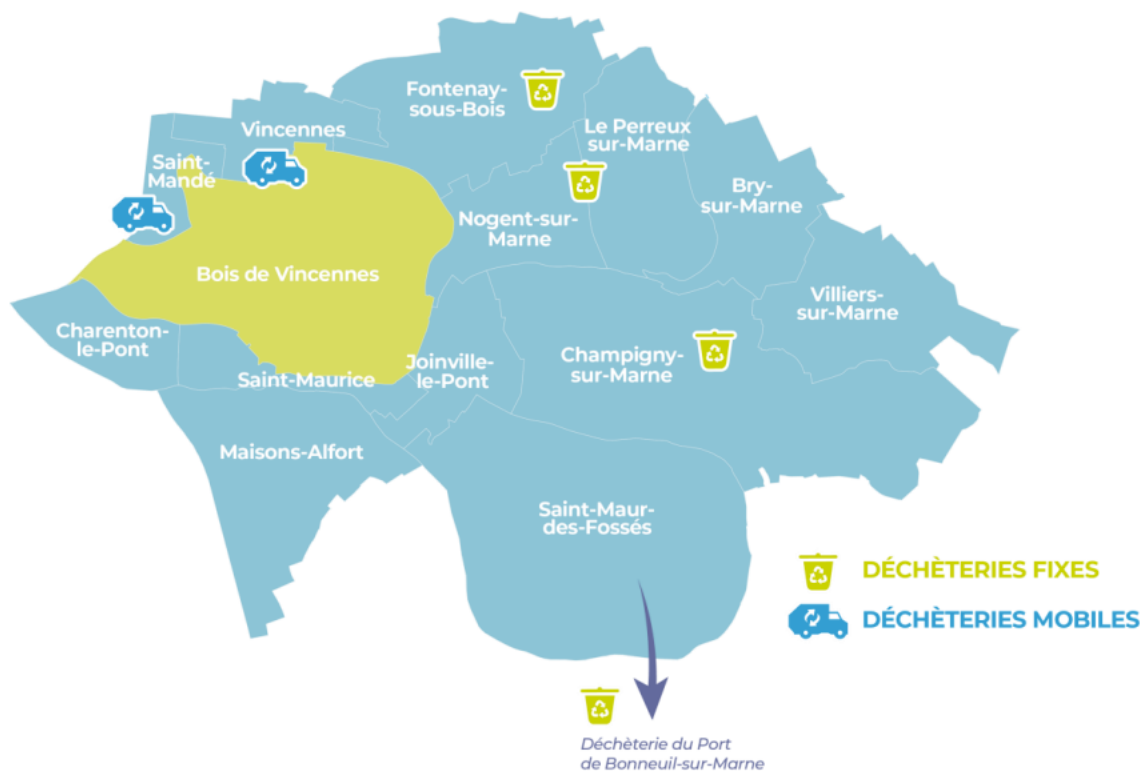 Fontenay-
sous-Bois
Vincennes
Le Perreux
sur-Marne
Saint-
Mandé
Bry-
sur-Marne
Nogent-sur-
Marne
Bois de Vincennes
Villiers-
sur-Marne
Charenton-
le-Pont
Joinville-
le-Pont
Champigny-
sur-Marne
Saint-Maurice
Maisons-Alfort
Saint-Maur-
des-Fossés
DÉCHÈTERIES FIXES
DÉCHÈTERIES MOBILES
Déchèterie du Port
de Bonneuil-sur-Marne